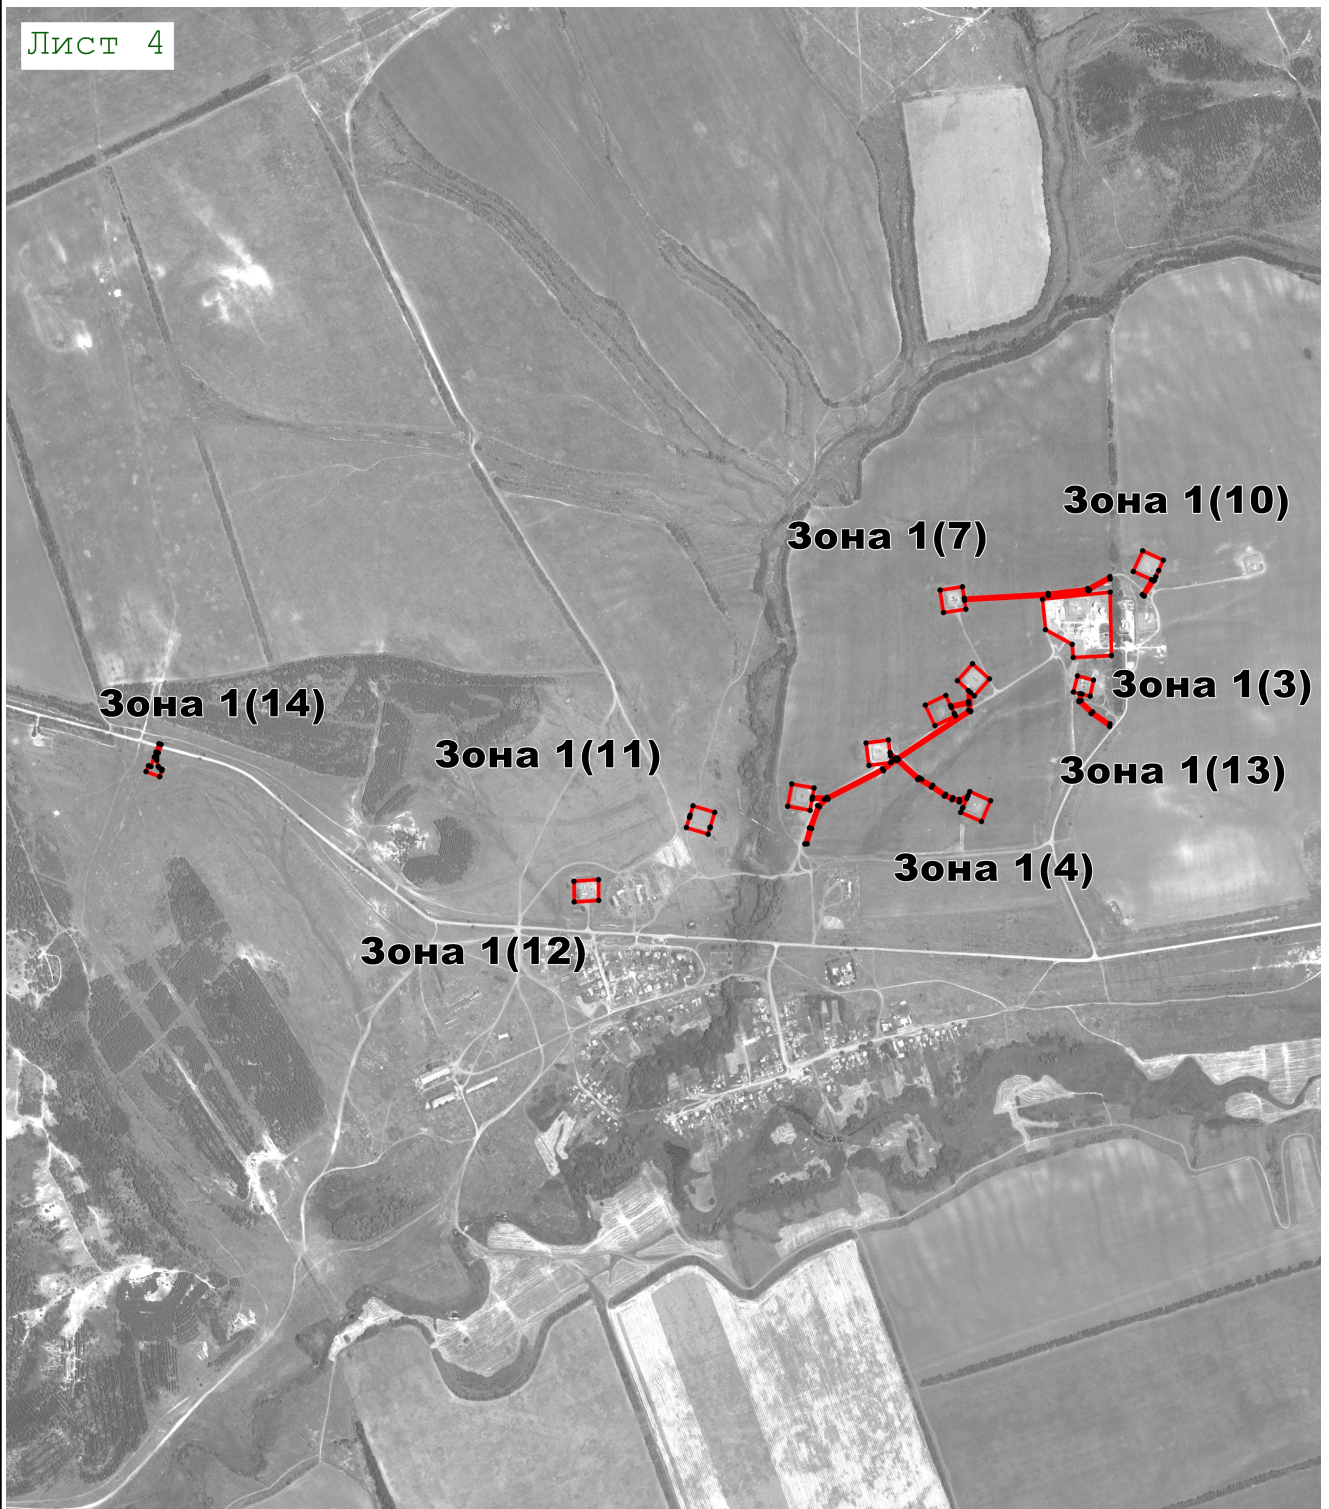 Лист 4
Зона 1(10)
Зона 1(7)
Зона 1(3)
Зона 1(14)
Зона 1(11)
Зона 1(13)
Зона 1(4)
Зона 1(12)